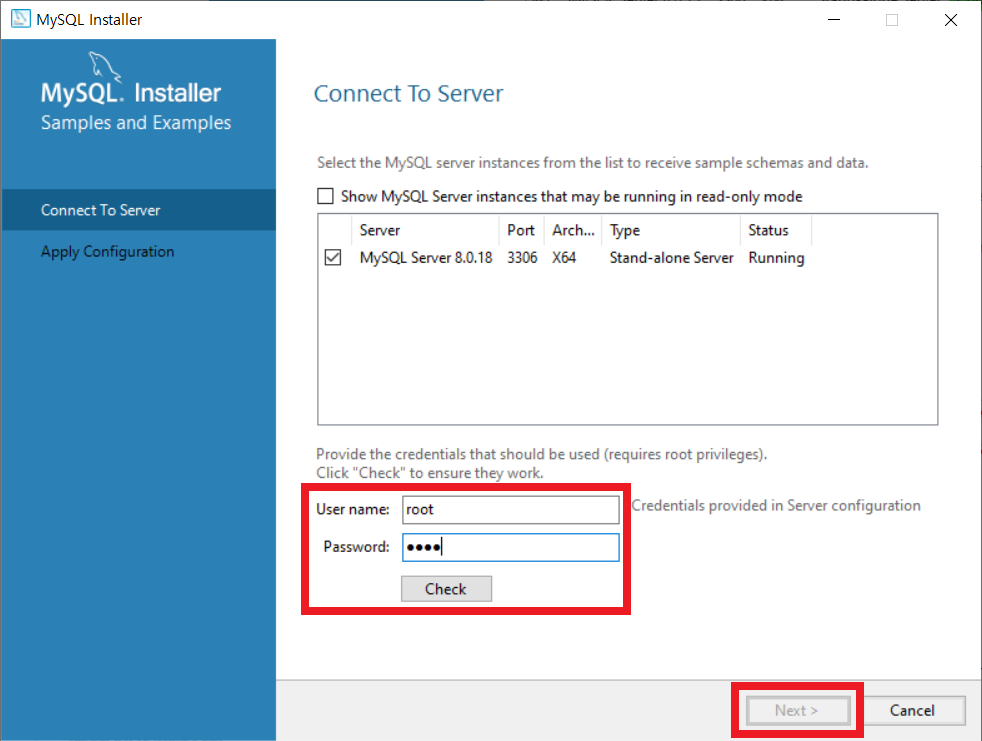 MySQL Installer
MySQL. Installer
Samples and Examples
Connect To Server
Apply Configuration
Connect To Server
Select the MySQL server instances from the list to receive sample schemas and data.
Show MySQL Server instances that may be running in read-only mode
Server Port Arch... Type Status
MySQL Server 8.0.18 3306 X64 Stand-alone Server Running
Provide the credentials that should be used (requires root privileges).
Click "Check" to ensure they work.
User name: root Credentials provided in Server configuration
Password: ●●●●
Check
Next > Cancel